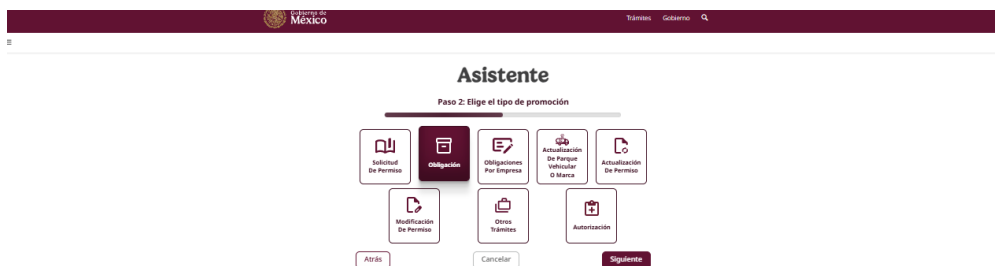 Gobierno de
México
Trámites Gobierno
Asistente
Paso 2: Elige el tipo de promoción
Solicitud
De Permiso
Obligación
Obligaciones
Por Empresa
Actualización
De Parque
Vehicular
O Marca
Actualización
De Permiso
Modificación
De Permiso
Otros
Trámites
Autorización
Atrás
Cancelar
Siguiente